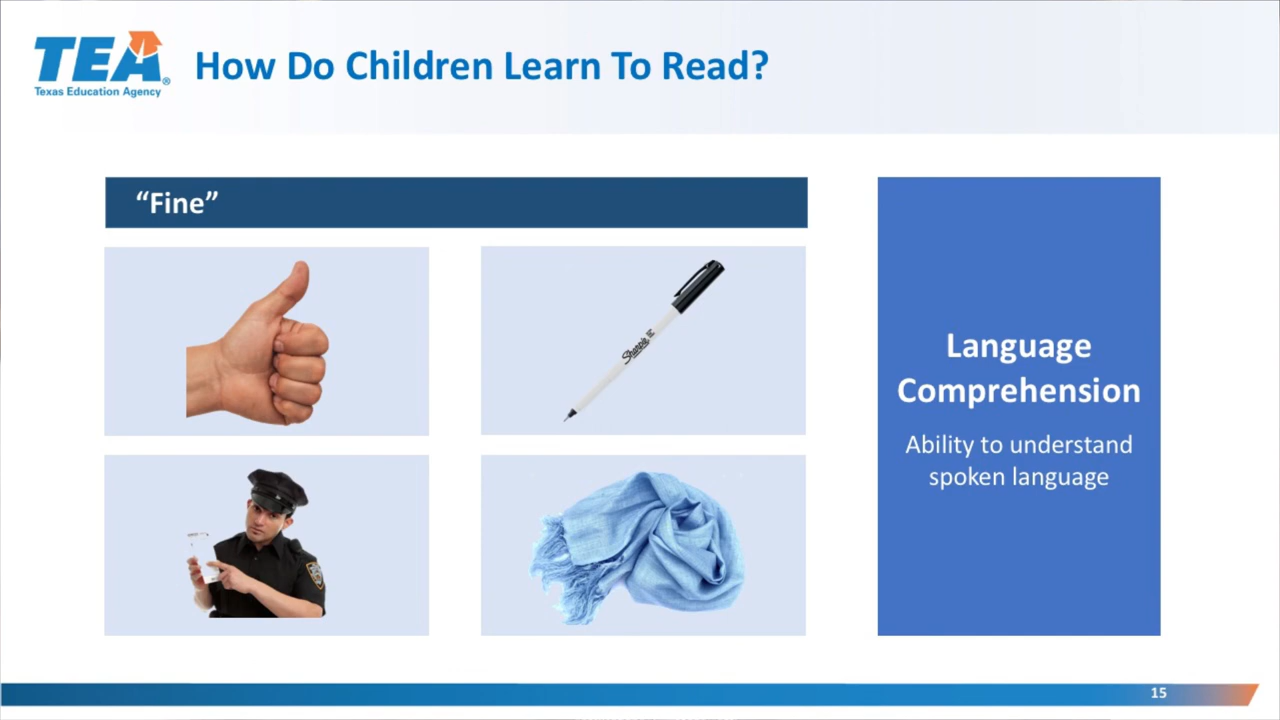 TEA®
Texas Education Agency
How Do Children Learn To Read?
“Fine”
Sharpie
Language
Comprehension
Ability to understand
spoken language
15